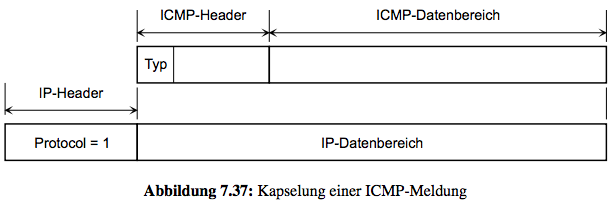 ICMP-Header ICMP-Datenbereich
Typ
IP-Header
Protocol = 1 IP-Datenbereich
Abbildung 7.37: Kapselung einer ICMP-Meldung